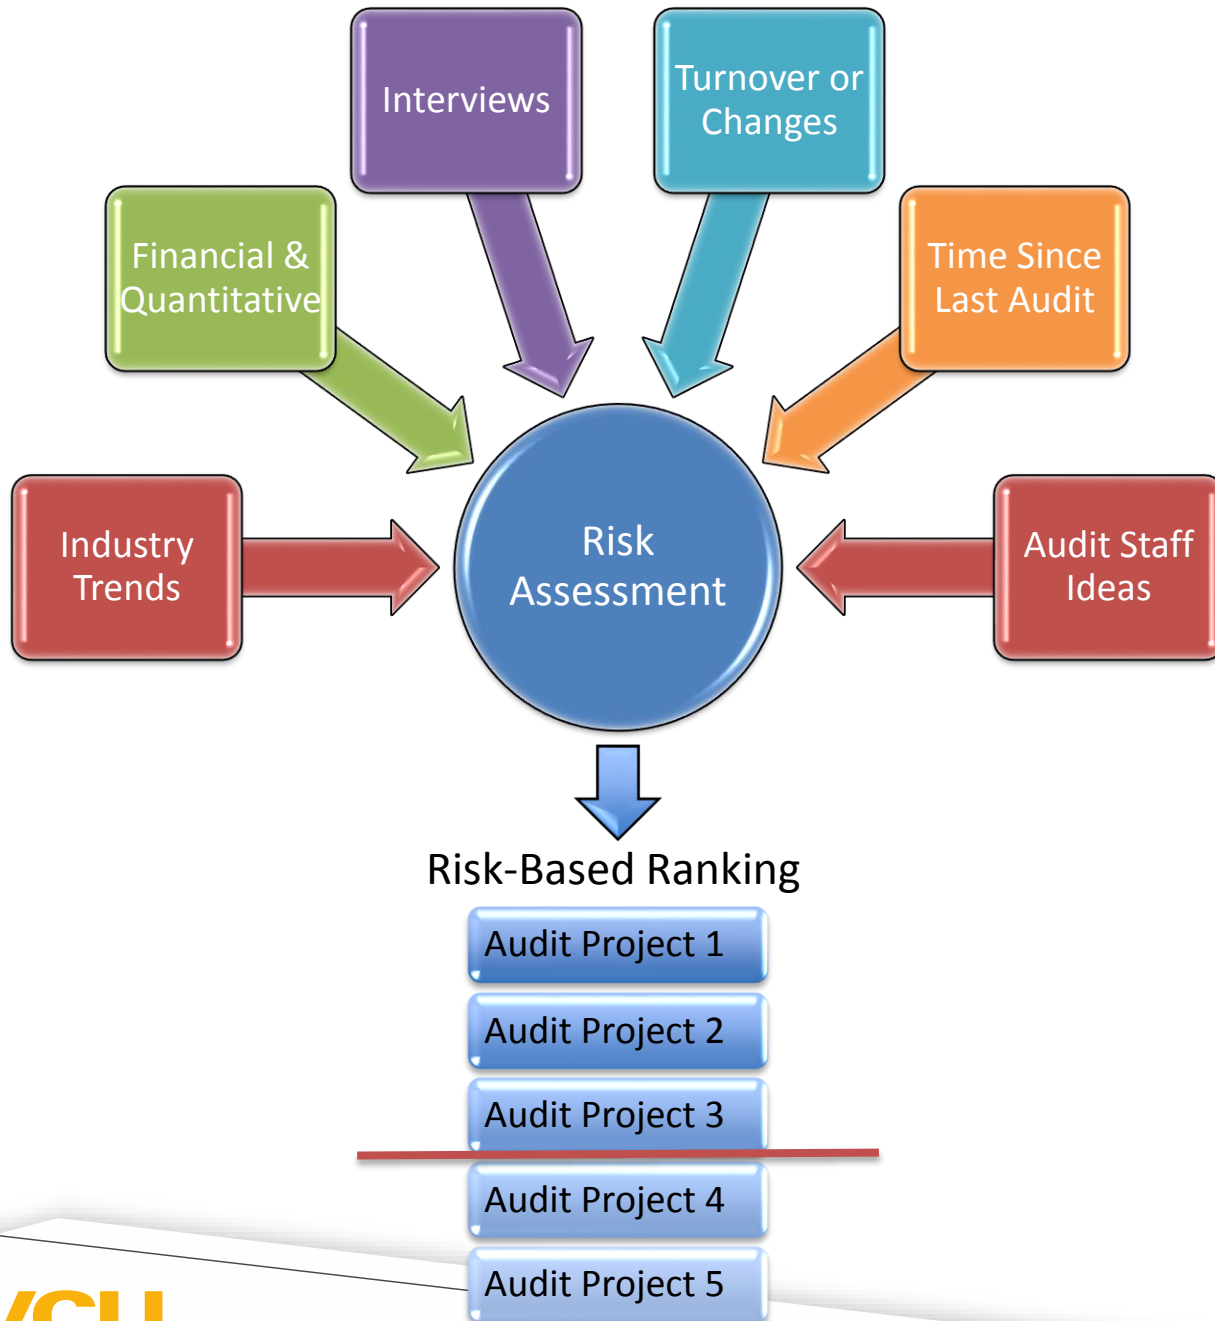 Interviews
Turnover or
Changes
Financial &
Quantitative
Time Since
Last Audit
Industry
Trends
Risk
Assessment
Audit Staff
Ideas
Risk-Based Ranking
Audit Project 1
Audit Project 2
Audit Project 3
Audit Project 4
Audit Project 5
VCU